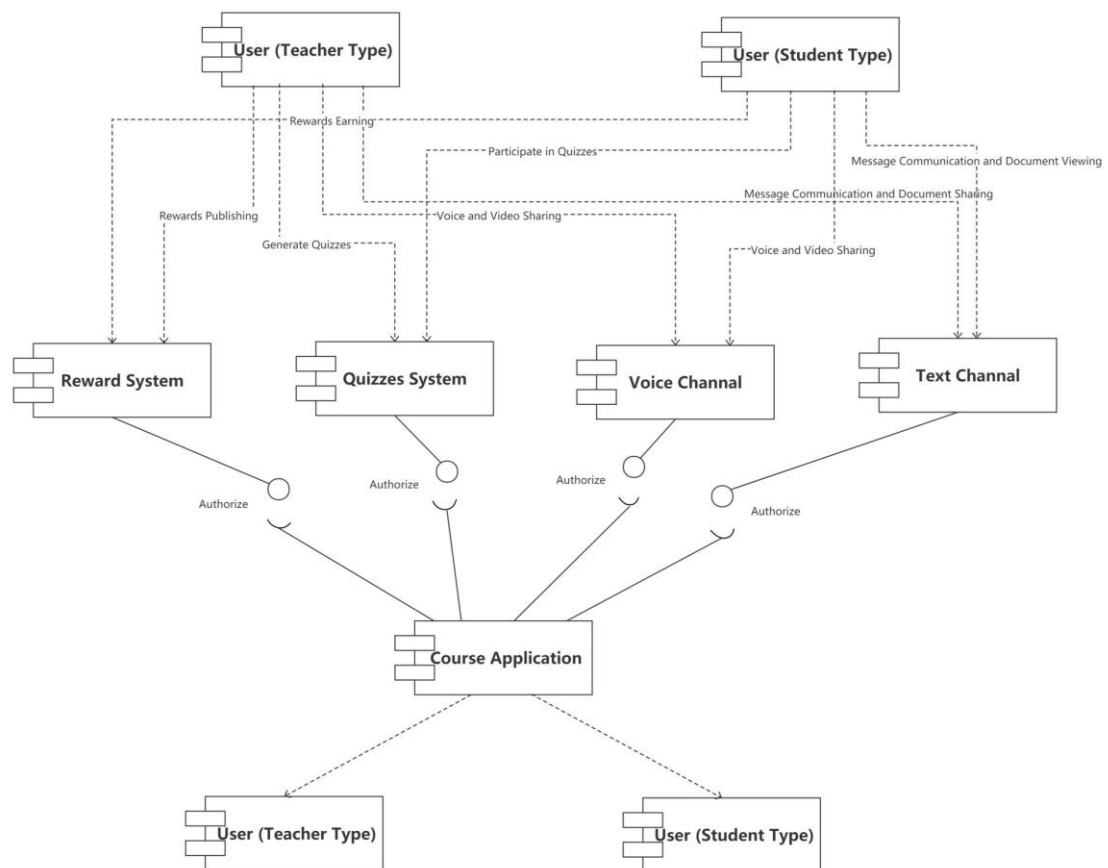 User (Teacher Type)
User (Student Type)
Rewards Earning
Participate in Quizzes
Message Communication and Document Viewing
Message Communication and Document Sharing
Rewards Publishing
Voice and Video Sharing
Generate Quizzes
Voice and Video Sharing
Reward System
Quizzes System
Voice Channal
Text Channal
Authorize
Authorize
Authorize
Authorize
Course Application
User (Teacher Type)
User (Student Type)